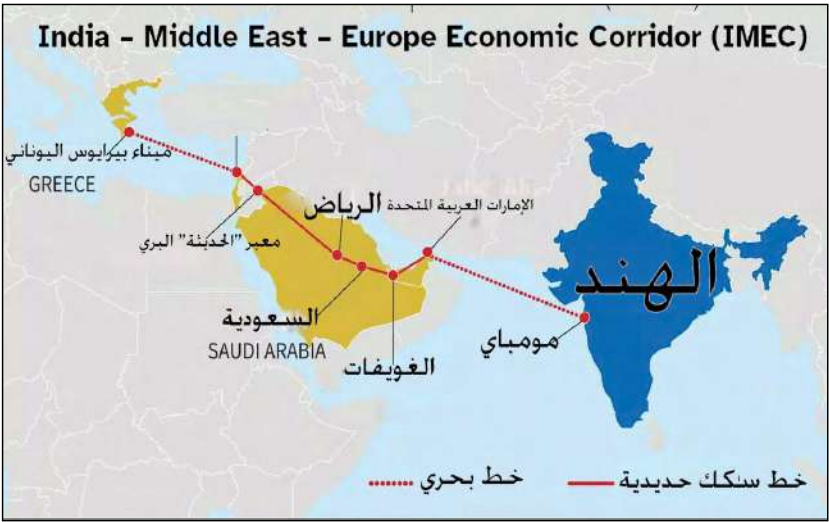 India – Middle East – Europe Economic Corridor (IMEC)
ميناء بيرايوس اليوناني
GREECE
الرياض
الإمارات العربية المتحدة
معبر "الحديثة" البري
الهند
السعودية
SAUDI ARABIA
الغويفات
مومباي
خط سكك حديدية
خط بحري